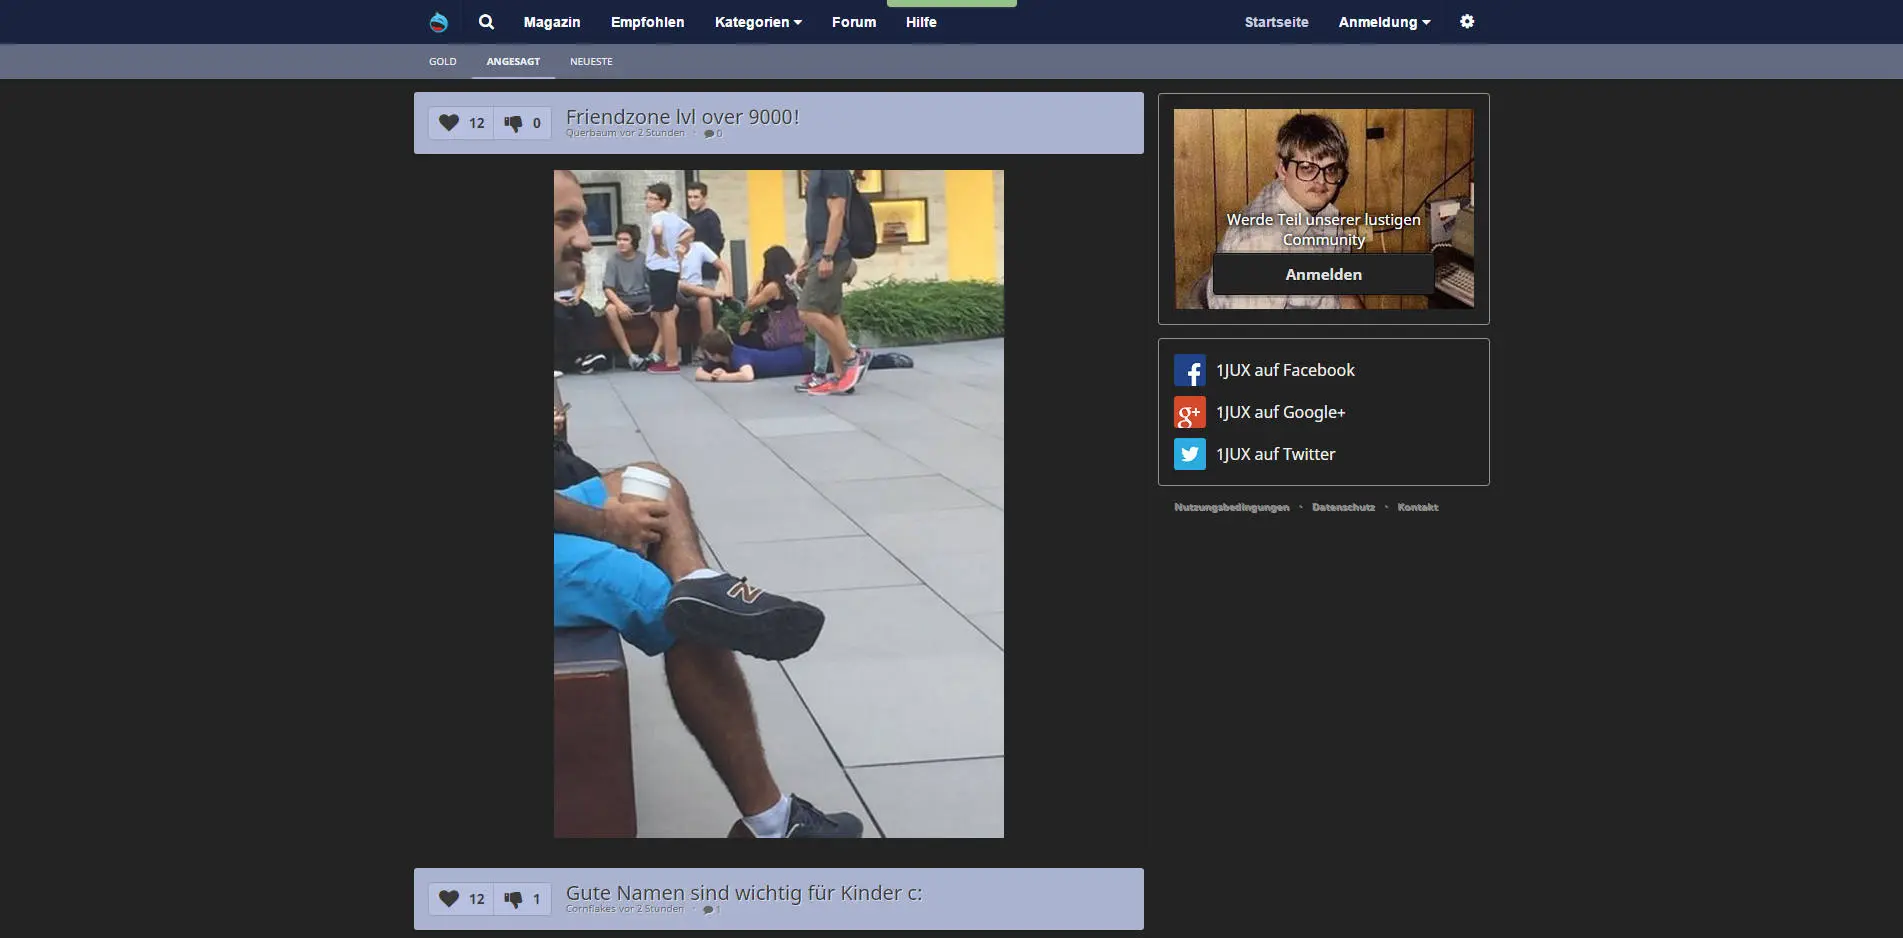 Magazin Empfohlen Kategorien Forum Hilfe Startseite Anmeldung
GOLD ANGESAGT NEUESTE
12 0 Friendzone lvl over 9000!
Querbaum vor 2 Stunden · 0
Werde Teil unserer lustigen
Community
Anmelden
f 1JUX auf Facebook
g+ 1JUX auf Google+
1JUX auf Twitter
Nutzungsbedingungen · Datenschutz · Kontakt
N
12 1 Gute Namen sind wichtig für Kinder c:
Cornflakes vor 2 Stunden · 1